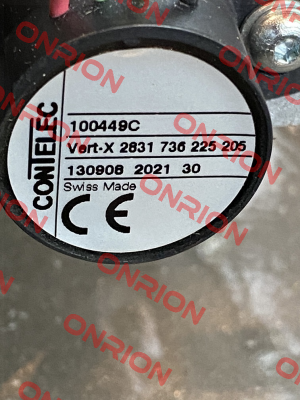 ONRION
CONTELEC
100449C
Vert-X 2831 736 225 205
130908 2021 30
Swiss Made
CE
ONRION
ONRION
ONRION
ONRION
ONRION